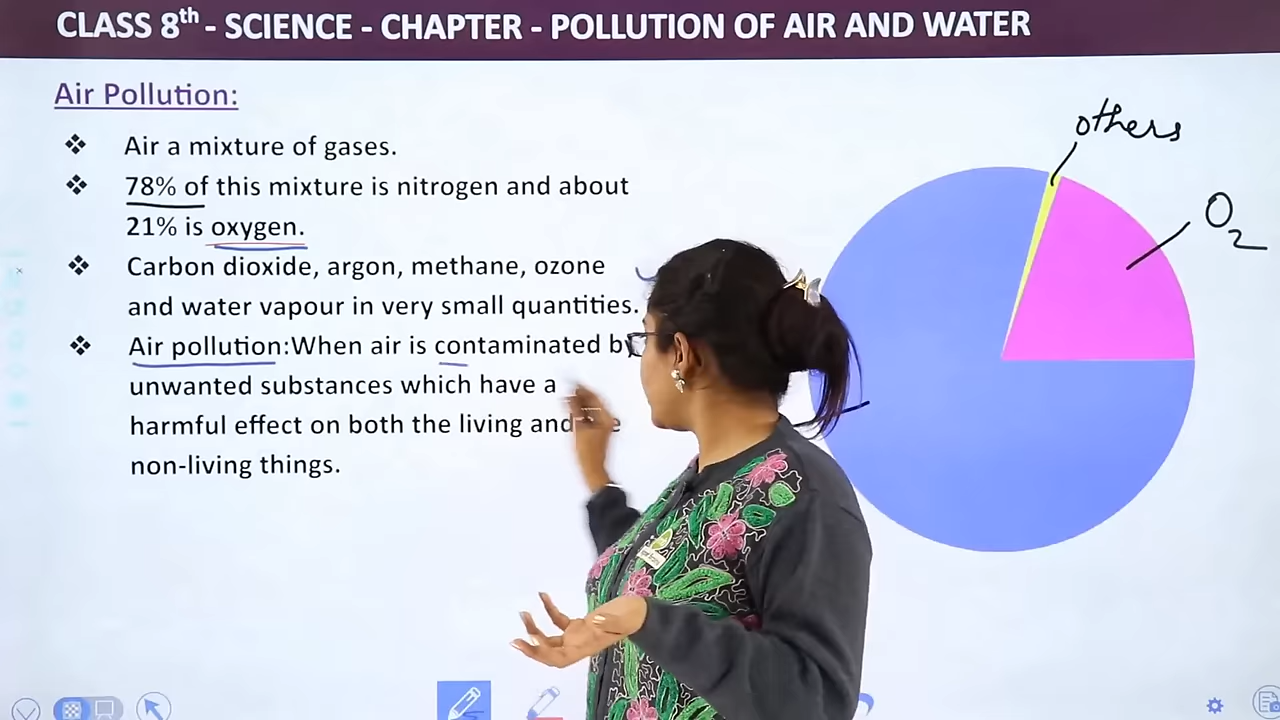 CLASS 8th - SCIENCE - CHAPTER - POLLUTION OF AIR AND WATER
Air Pollution:
❖ Air a mixture of gases.
❖ 78% of this mixture is nitrogen and about
21% is oxygen.
❖ Carbon dioxide, argon, methane, ozone
and water vapour in very small quantities.
❖ Air pollution:When air is contaminated by
unwanted substances which have a
harmful effect on both the living and
non-living things.
others
O2